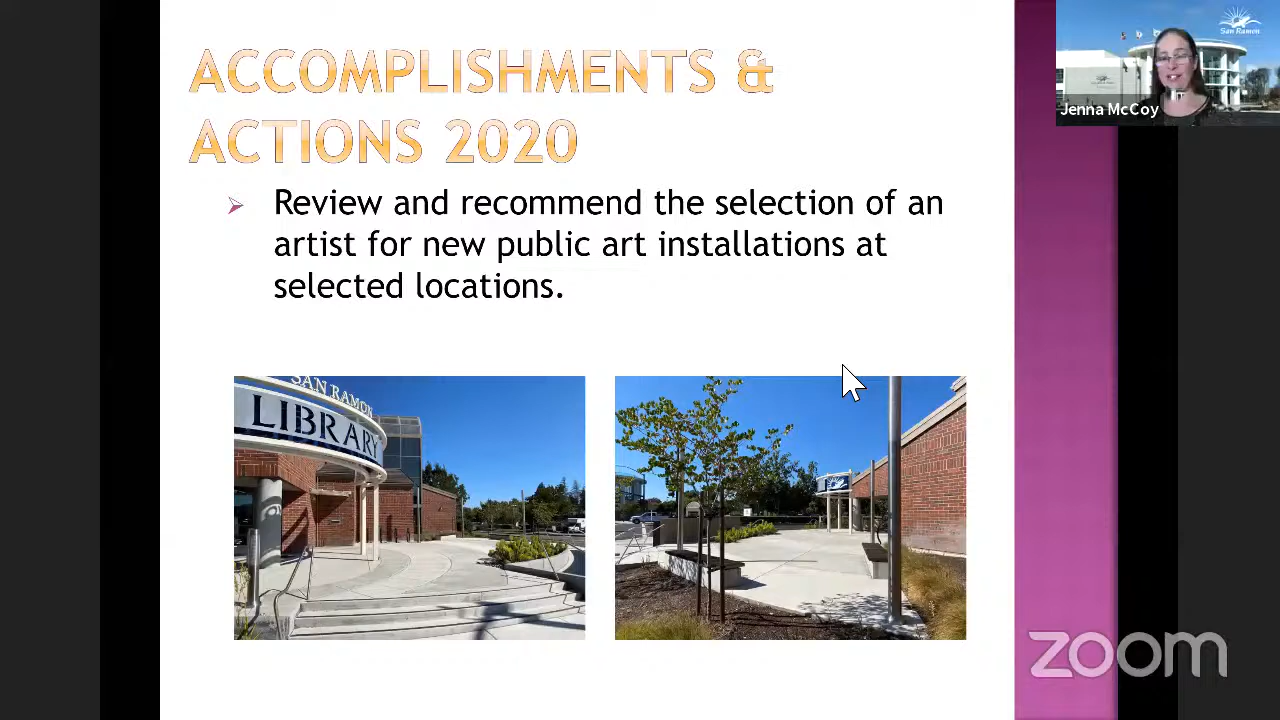 ACCOMPLISHMENTS &
ACTIONS 2020
Review and recommend the selection of an
artist for new public art installations at
selected locations.
SAN RAMON
LIBRARY
San Ramon
Jenna McCoy
zoom